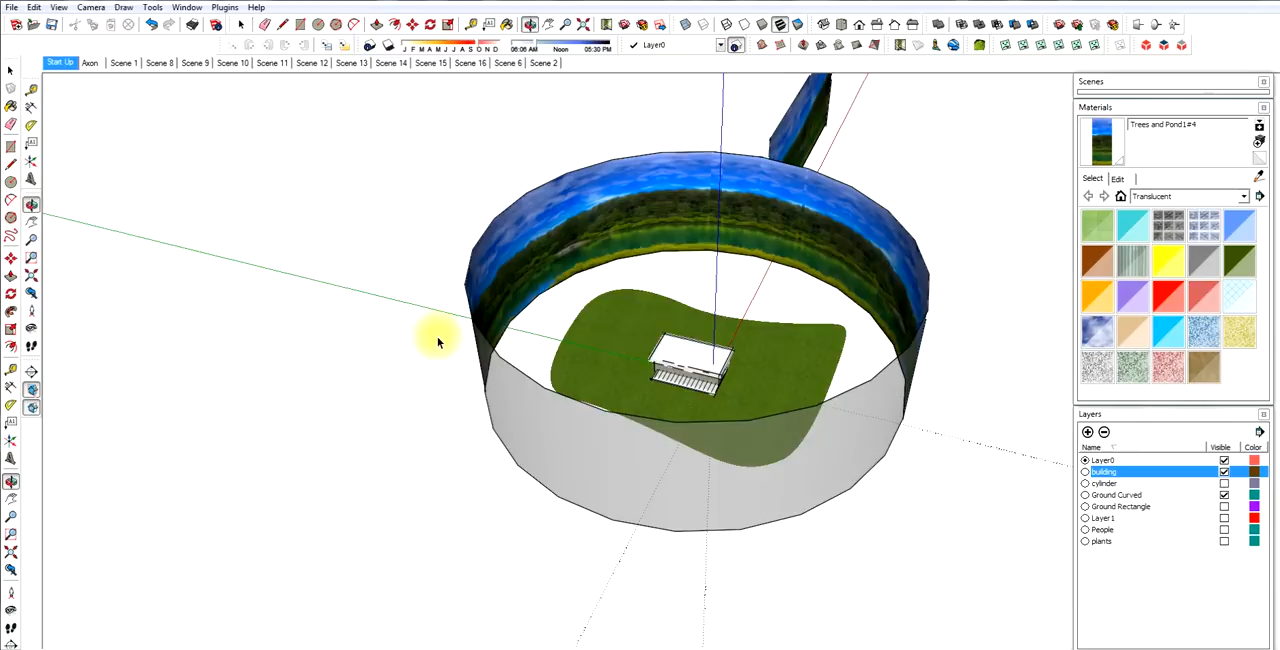 File Edit View Camera Draw Tools Window Plugins Help
J F M A M J J A S O N D 06:06 AM Noon 05:30 PM Layer0
Start Up Axon Scene 1 Scene 8 Scene 9 Scene 10 Scene 11 Scene 12 Scene 13 Scene 14 Scene 15 Scene 16 Scene 6 Scene 2
Scenes
Materials
Trees and Pond1#4
Select Edit
Translucent
Layers
Name Visible Color
Layer0
building
cylinder
Ground Curved
Ground Rectangle
Layer1
People
plants